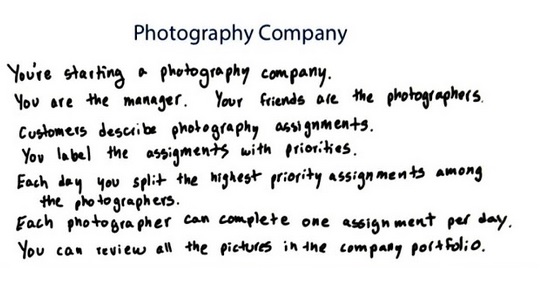 Photography Company
You're starting a photography company.
You are the manager. Your friends are the photographers.
Customers describe photography assignments.
You label the assigments with priorities.
Each day you split the highest priority assignments among
the photographers.
Each photographer can complete one assignment per day.
You can review all the pictures in the company portfolio.